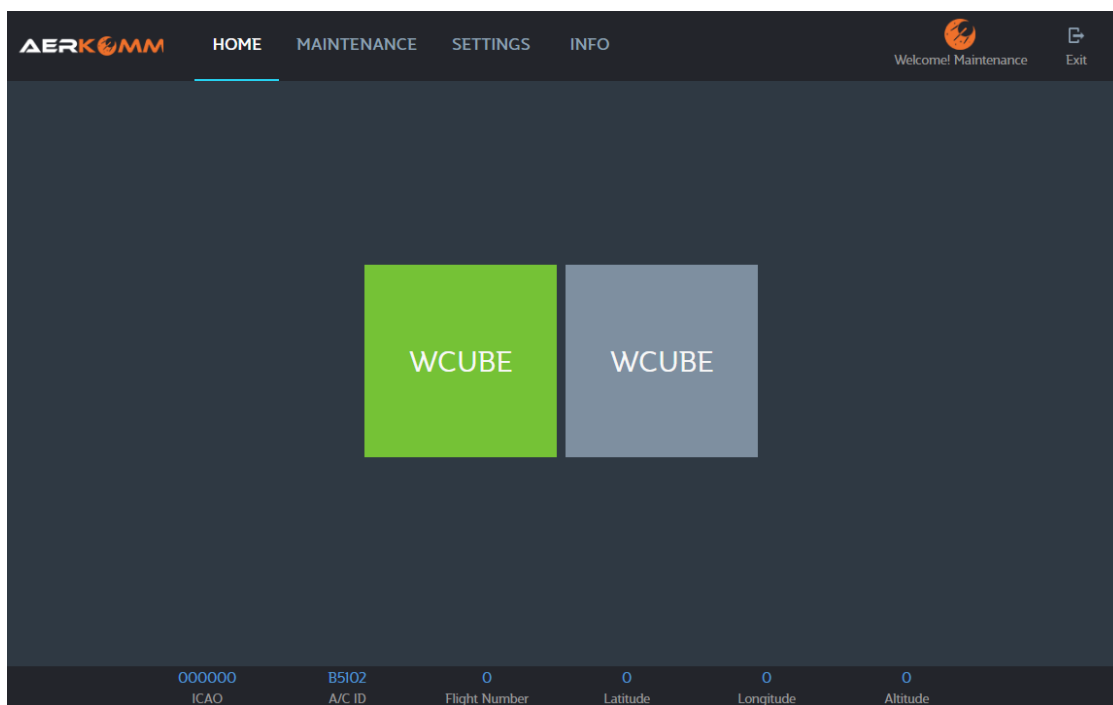 AERKOMM HOME MAINTENANCE SETTINGS INFO
Welcome! Maintenance Exit
WCUBE WCUBE
000000 B5102 0 0 0 0
ICAO A/C ID Flight Number Latitude Longitude Altitude